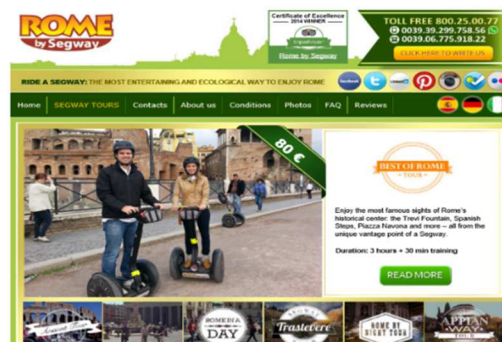 ROME
by Segway
Certificate of Excellence
2014 WINNER
tripadvisor
Rome by Segway
TOLL FREE 800.25.00.77
0039.39.299.758.56
0039.06.775.918.22
CLICK HERE TO WRITE US
RIDE A SEGWAY: THE MOST ENTERTAINING AND ECOLOGICAL WAY TO ENJOY ROME
Home
SEGWAY TOURS
Contacts
About us
Conditions
Photos
FAQ
Reviews
80 €
BEST OF ROME
TOUR
Enjoy the most famous sights of Rome's
historical center: the Trevi Fountain, Spanish
Steps, Piazza Navona and more – all from the
unique vantage point of a Segway.
Duration: 3 hours + 30 min training
READ MORE
Ancient Rome
ROME IN A
DAY
SEGWAY
Trastevere
ROME BY
NIGHT TOUR
APPIAN
WAY